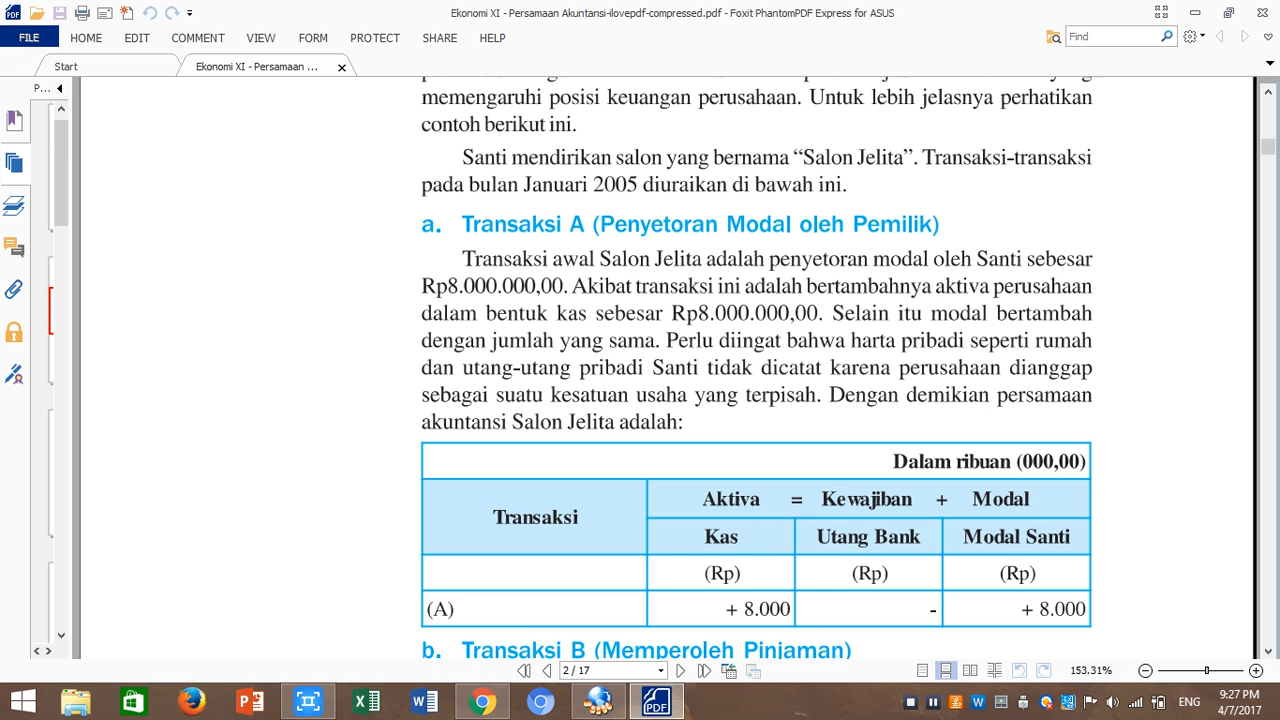 Ekonomi XI - Persamaan Akuntansi-ilovepdf-compressed.pdf - Foxit PhantomPDF Express for ASUS
FILE HOME EDIT COMMENT VIEW FORM PROTECT SHARE HELP Find
Start Ekonomi XI - Persamaan ...
P...
memengaruhi posisi keuangan perusahaan. Untuk lebih jelasnya perhatikan
contoh berikut ini.
Santi mendirikan salon yang bernama “Salon Jelita”. Transaksi-transaksi
pada bulan Januari 2005 diuraikan di bawah ini.
a. Transaksi A (Penyetoran Modal oleh Pemilik)
Transaksi awal Salon Jelita adalah penyetoran modal oleh Santi sebesar
Rp8.000.000,00. Akibat transaksi ini adalah bertambahnya aktiva perusahaan
dalam bentuk kas sebesar Rp8.000.000,00. Selain itu modal bertambah
dengan jumlah yang sama. Perlu diingat bahwa harta pribadi seperti rumah
dan utang-utang pribadi Santi tidak dicatat karena perusahaan dianggap
sebagai suatu kesatuan usaha yang terpisah. Dengan demikian persamaan
akuntansi Salon Jelita adalah:
Dalam ribuan (000,00)
Transaksi Aktiva = Kewajiban + Modal
Kas Utang Bank Modal Santi
(Rp) (Rp) (Rp)
(A) + 8.000 - + 8.000
b. Transaksi B (Memperoleh Pinjaman)
2 / 17 153.31%
ENG 9:27 PM
4/7/2017